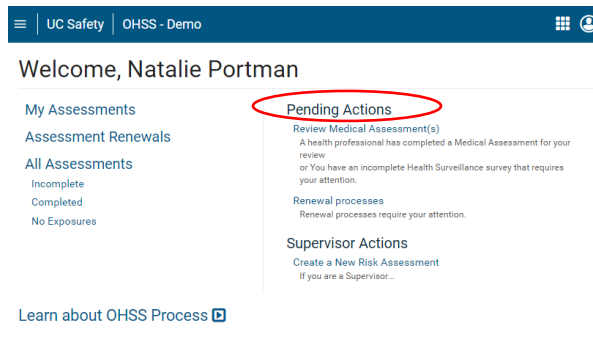 UC Safety OHSS - Demo
Welcome, Natalie Portman
My Assessments
Assessment Renewals
All Assessments
Incomplete
Completed
No Exposures
Pending Actions
Review Medical Assessment(s)
A health professional has completed a Medical Assessment for your
review
or You have an incomplete Health Surveillance survey that requires
your attention.
Renewal processes
Renewal processes require your attention.
Supervisor Actions
Create a New Risk Assessment
If you are a Supervisor...
Learn about OHSS Process